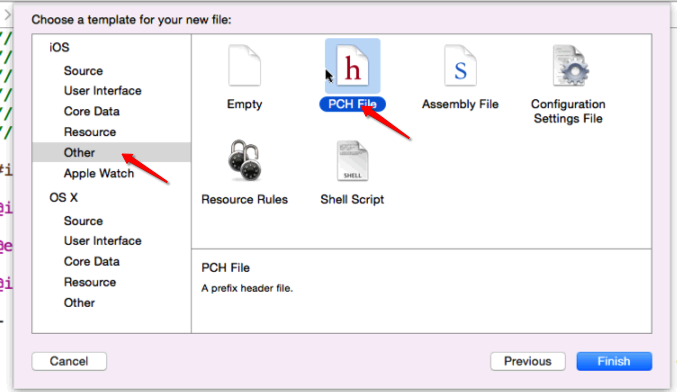 Choose a template for your new file:
iOS
Source
User Interface
Core Data
Resource
Other
Apple Watch
OS X
Source
User Interface
Core Data
Resource
Other
Empty
h
PCH File
S
Assembly File
Configuration
Settings File
Resource Rules
SHELL
Shell Script
PCH File
A prefix header file.
Cancel
Previous
Finish
//
//
//
//
//
//
#i
@i
@e
@i